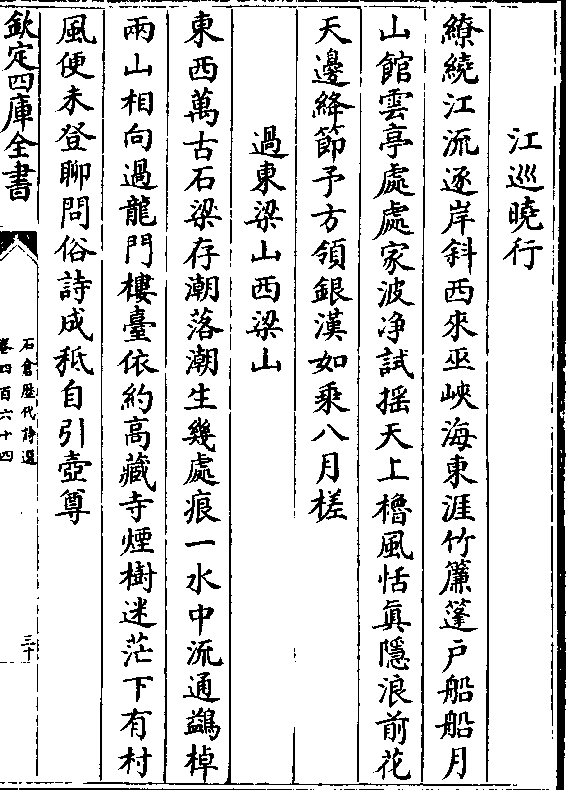 江巡曉行
繚繞江流逐岸斜西來巫峽海東涯竹簾蓬戶船船月
山館雲亭處處家波净試揺天上櫓風恬真隱浪前花
天邊絳節予方領銀漢如乘八月槎
過東梁山西梁山
東西萬古石梁存潮落潮生幾處痕一水中流通鷁棹
兩山相向過龍門樓臺依約高藏寺煙樹迷茫下有村
風便未登聊問俗詩成秪自引壺尊
欽定四庫全書
石倉歴代詩選
卷四百六十四
三十